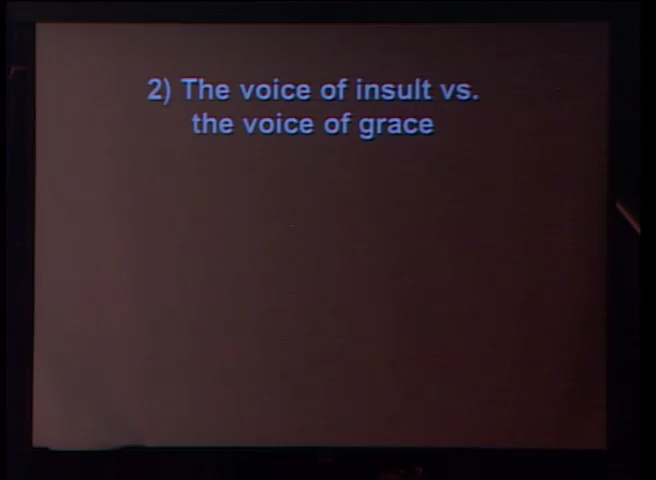 2) The voice of insult vs.
the voice of grace